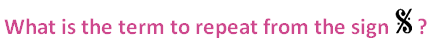 What is the term to repeat from the sign 𝄋 ?